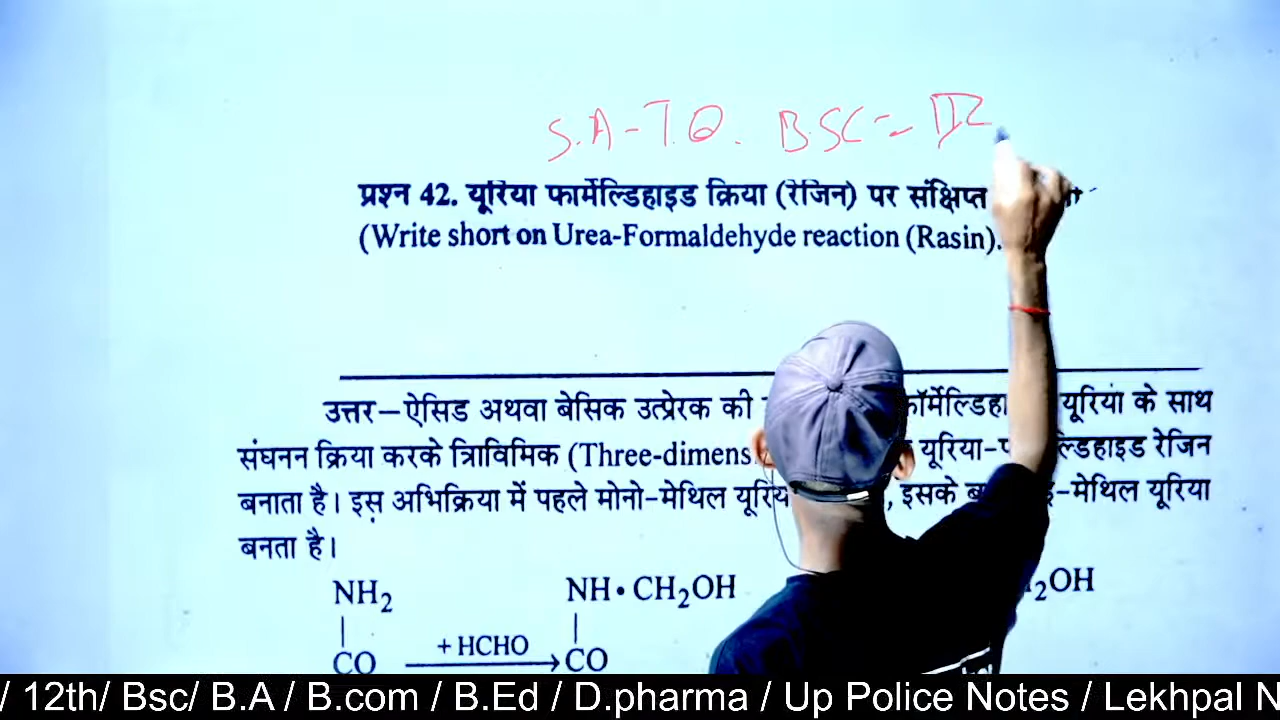 S.A-T.Q. B.SC
प्रश्न 42. यूरिया फार्मेल्डिहाइड क्रिया (रेजिन) पर संक्षिप्त
(Write short on Urea-Formaldehyde reaction (Rasin).
उत्तर–ऐसिड अथवा बेसिक उत्प्रेरक की यूरिया के साथ
संघनन क्रिया करके त्रिाविमिक (Three-dimens यूरिया-फ ल्डिहाइड रेजिन
बनाता है। इस अभिक्रिया में पहले मोनो-मेथिल यूरिय , इसके -मेथिल यूरिया
बनता है।
NH₂ NH•CH₂OH ₂OH
| |
CO +HCHO → CO
/ 12th/ Bsc/ B.A / B.com / B.Ed / D.pharma / Up Police Notes / Lekhpal N